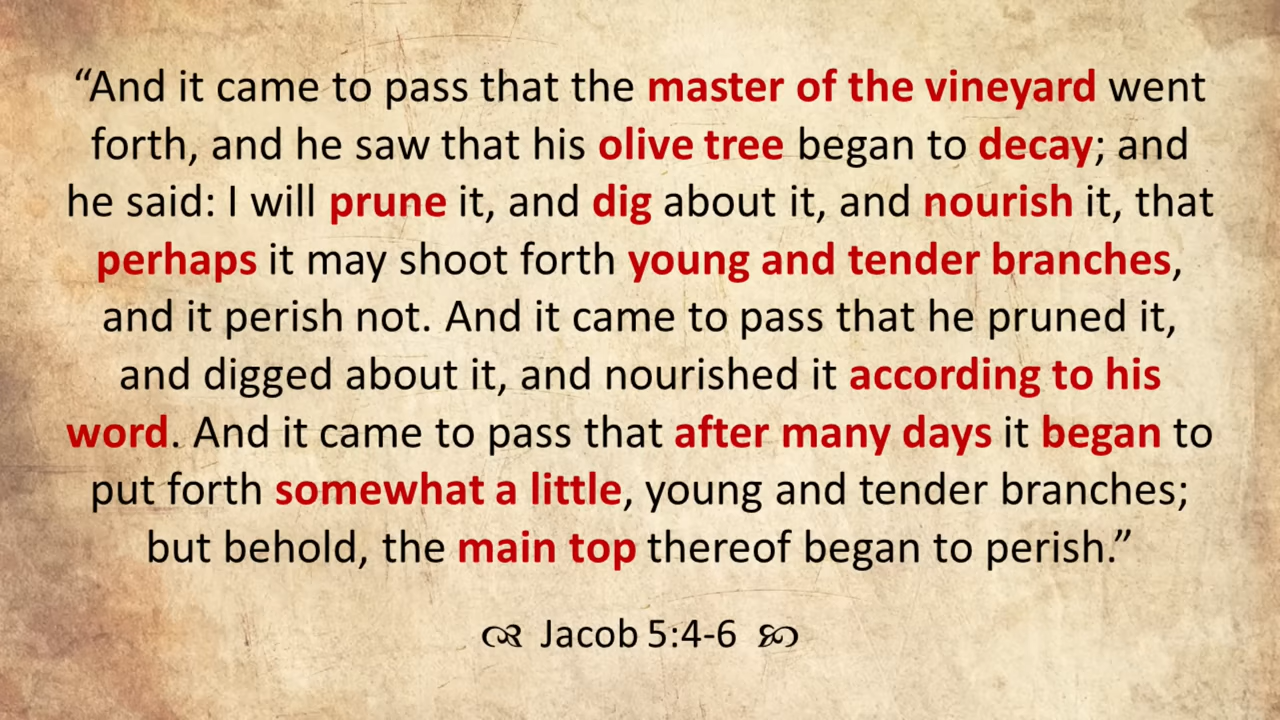 “And it came to pass that the master of the vineyard went
forth, and he saw that his olive tree began to decay; and
he said: I will prune it, and dig about it, and nourish it, that
perhaps it may shoot forth young and tender branches,
and it perish not. And it came to pass that he pruned it,
and digged about it, and nourished it according to his
word. And it came to pass that after many days it began to
put forth somewhat a little, young and tender branches;
but behold, the main top thereof began to perish.”
Jacob 5:4-6